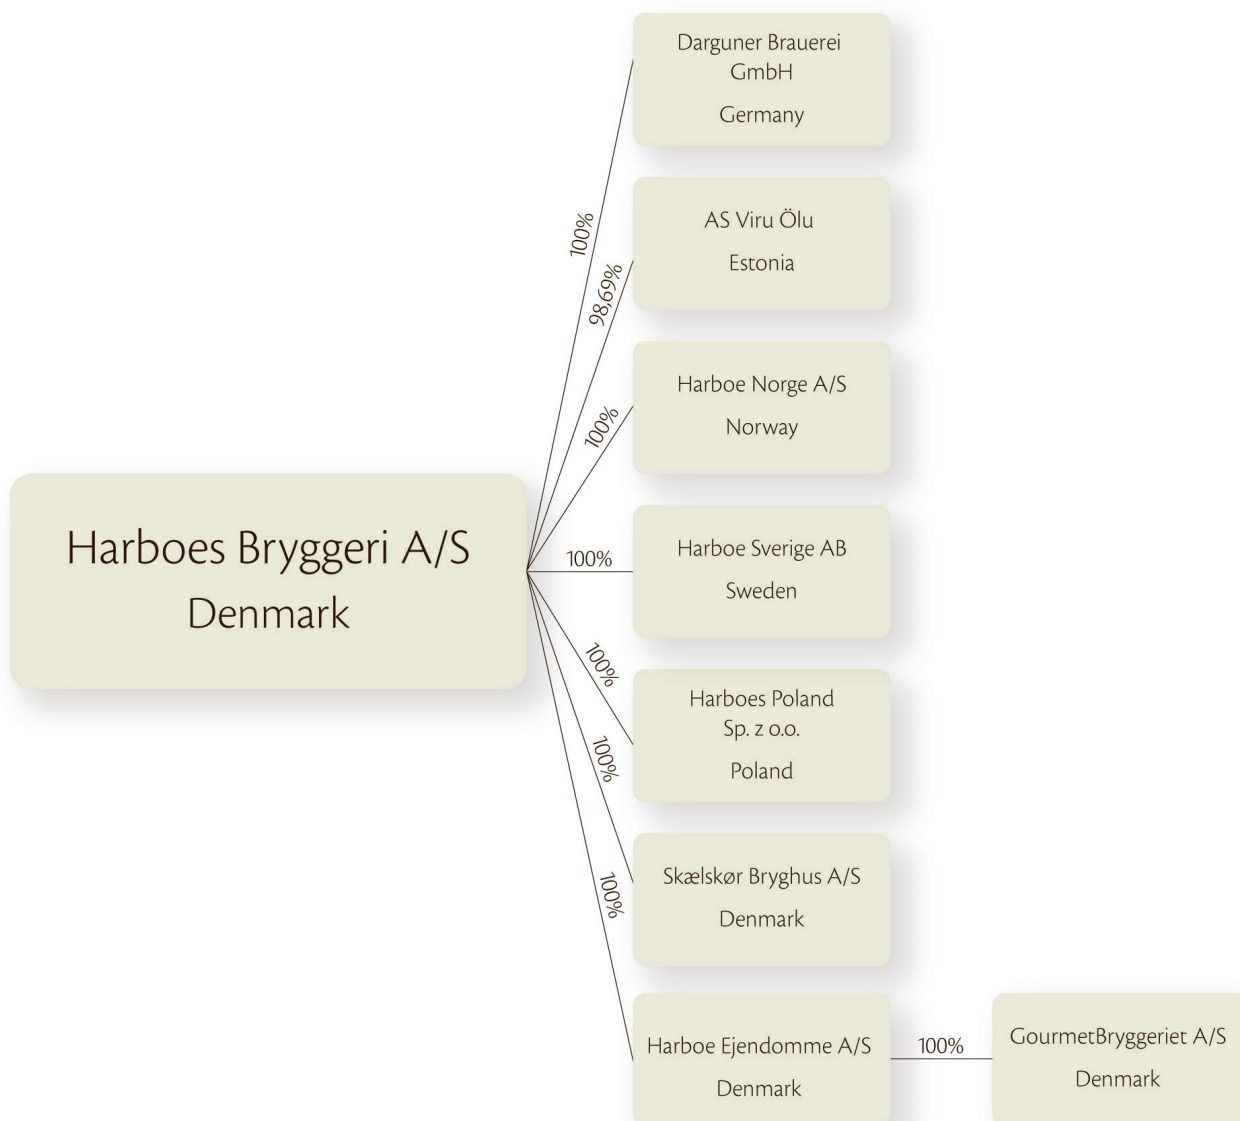 Harboes Bryggeri A/S
Denmark
100%
Darguner Brauerei
GmbH
Germany
98,69%
AS Viru Ölu
Estonia
100%
Harboe Norge A/S
Norway
100%
Harboe Sverige AB
Sweden
100%
Harboes Poland
Sp. z o.o.
Poland
100%
Skælskør Bryghus A/S
Denmark
100%
Harboe Ejendomme A/S
Denmark
100%
GourmetBryggeriet A/S
Denmark